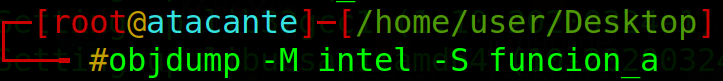 ┌─[root@atacante]─[/home/user/Desktop]
└──╼ #objdump -M intel -S funcion_a